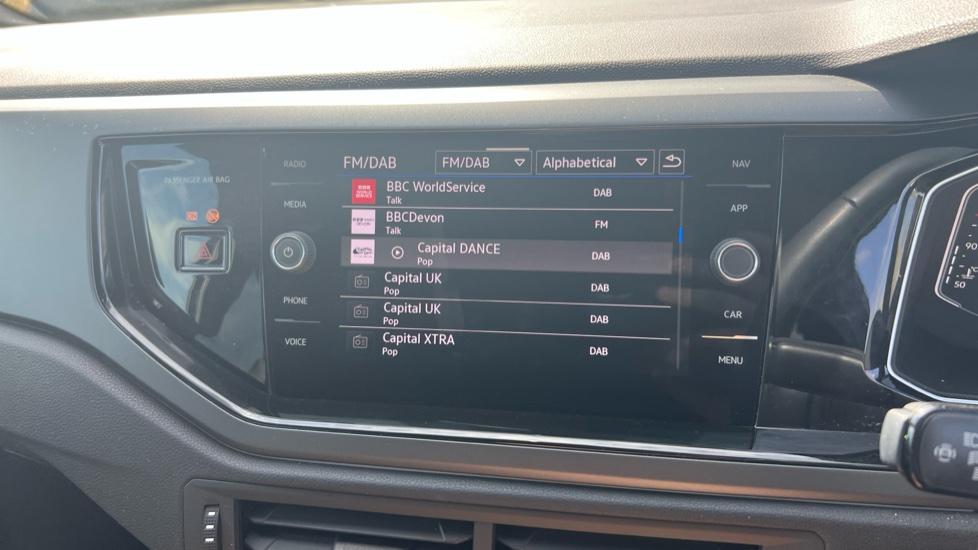 PASSENGER AIR BAG
RADIO
MEDIA
PHONE
VOICE
FM/DAB
FM/DAB
Alphabetical
BBC WorldService
Talk
DAB
BBCDevon
Talk
FM
Capital DANCE
Pop
DAB
Capital UK
Pop
DAB
Capital UK
Pop
DAB
Capital XTRA
Pop
DAB
NAV
APP
CAR
MENU
90
50